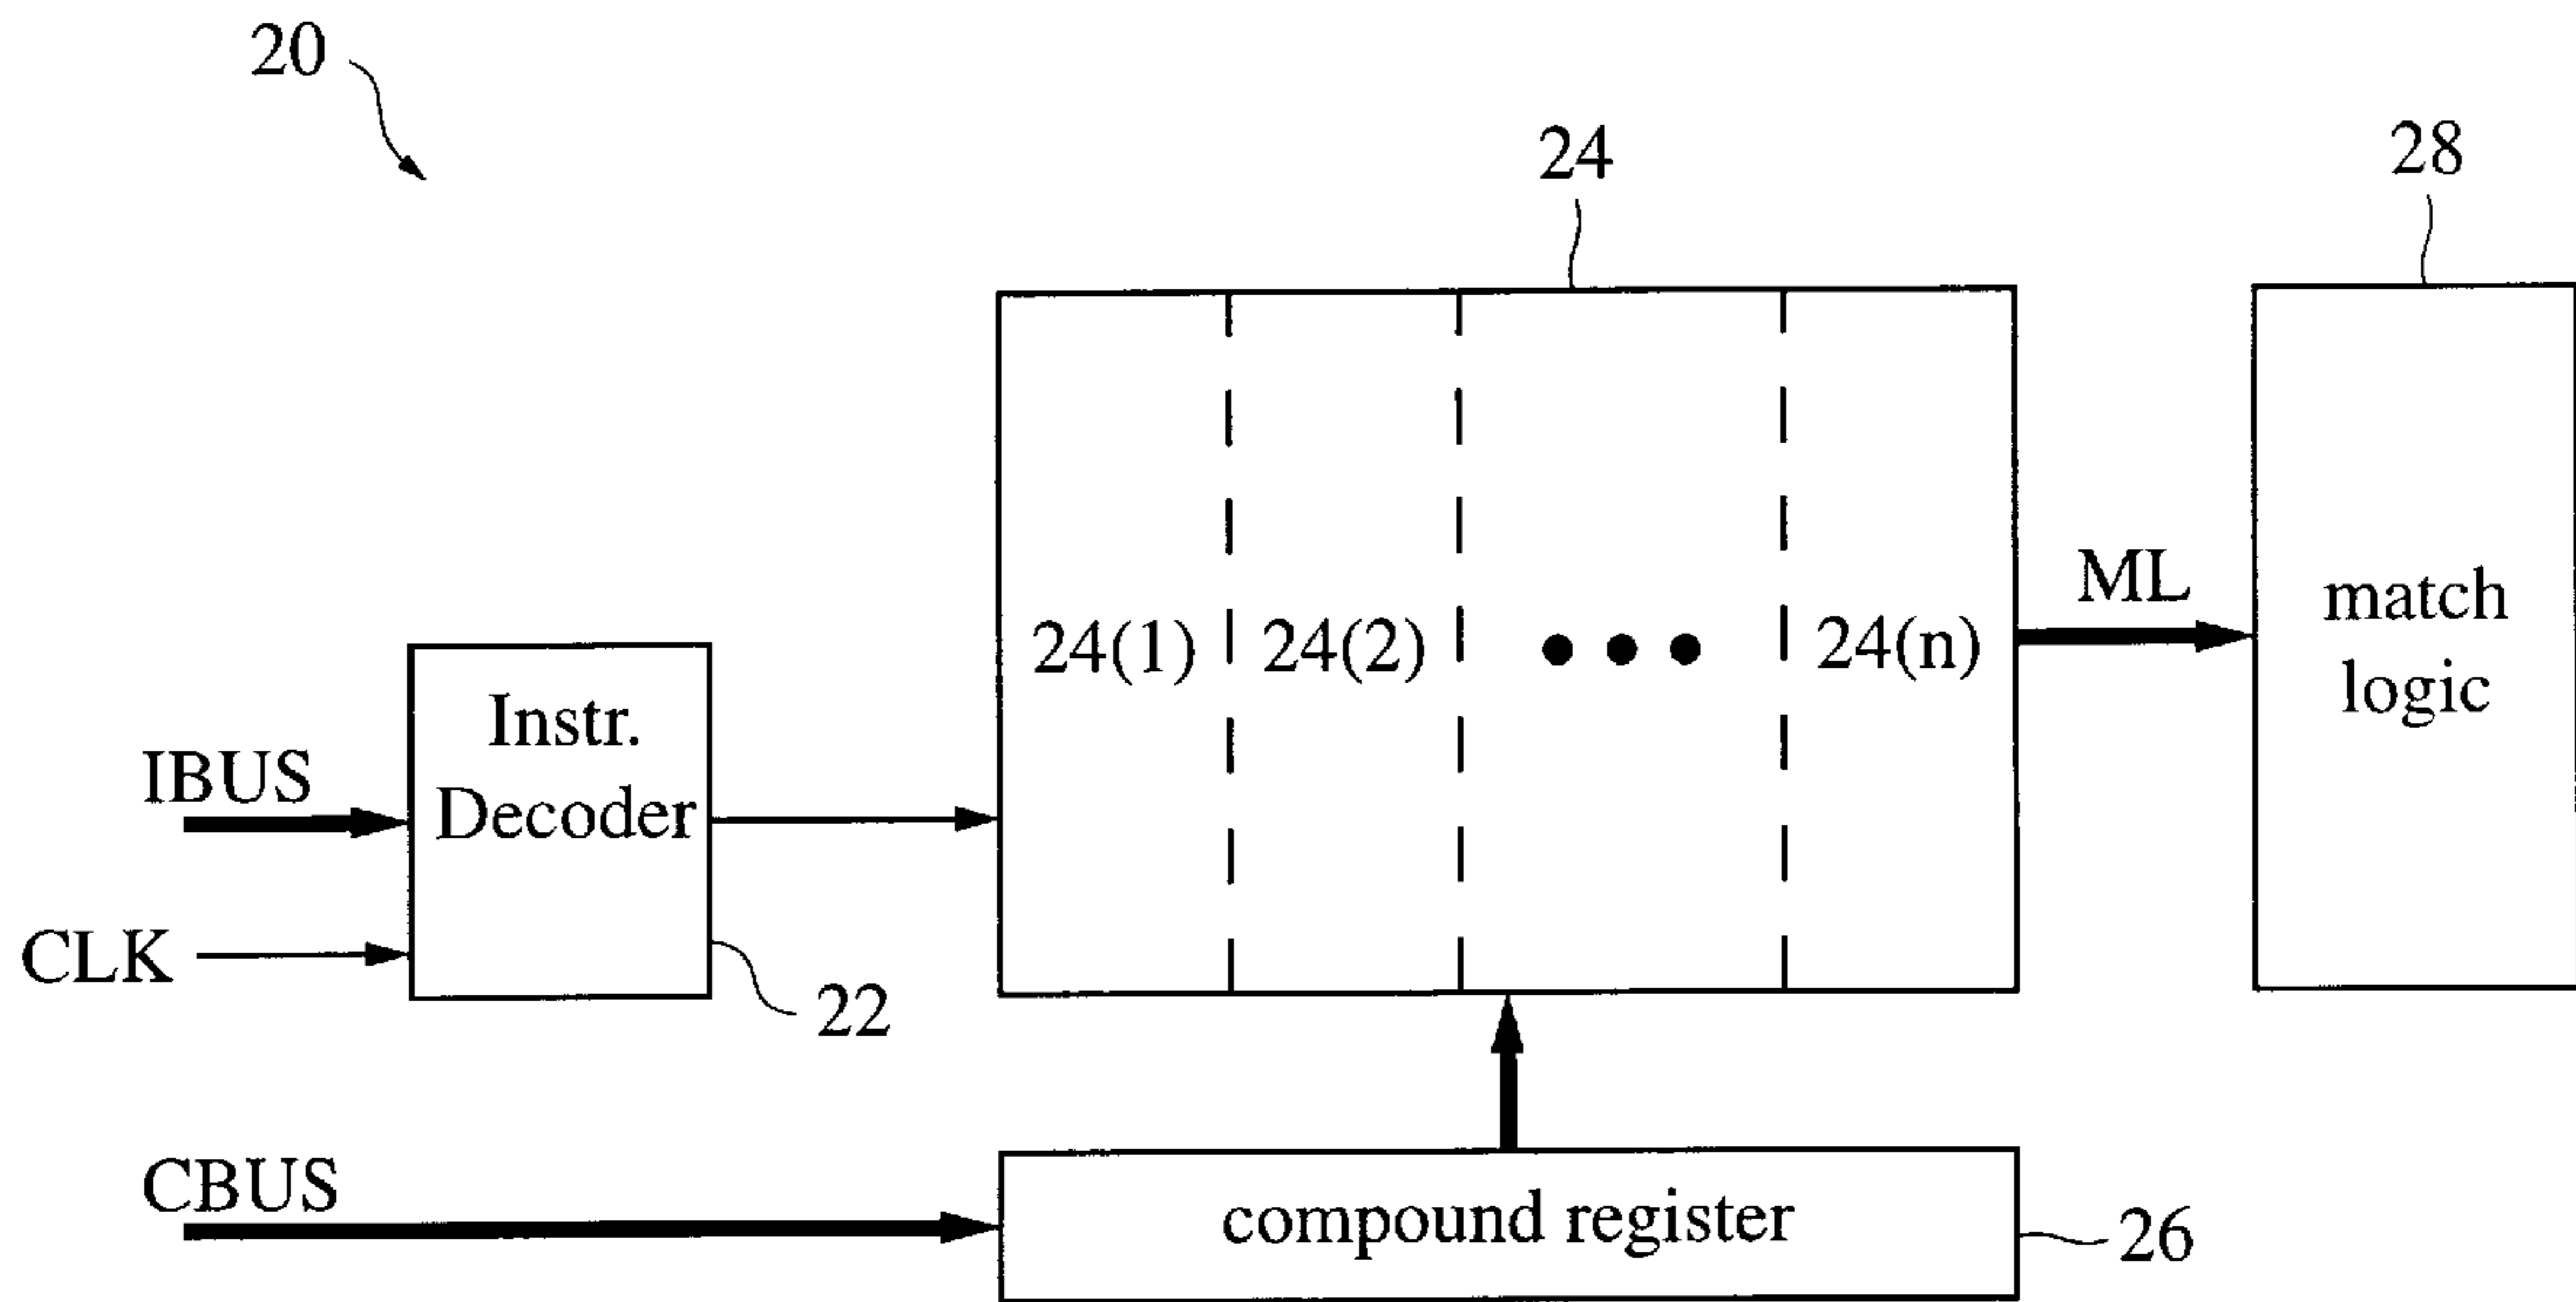 20
24
28
24(1)
24(2)
24(n)
ML
match
logic
Instr.
Decoder
IBUS
CLK
22
CBUS
compound register
26